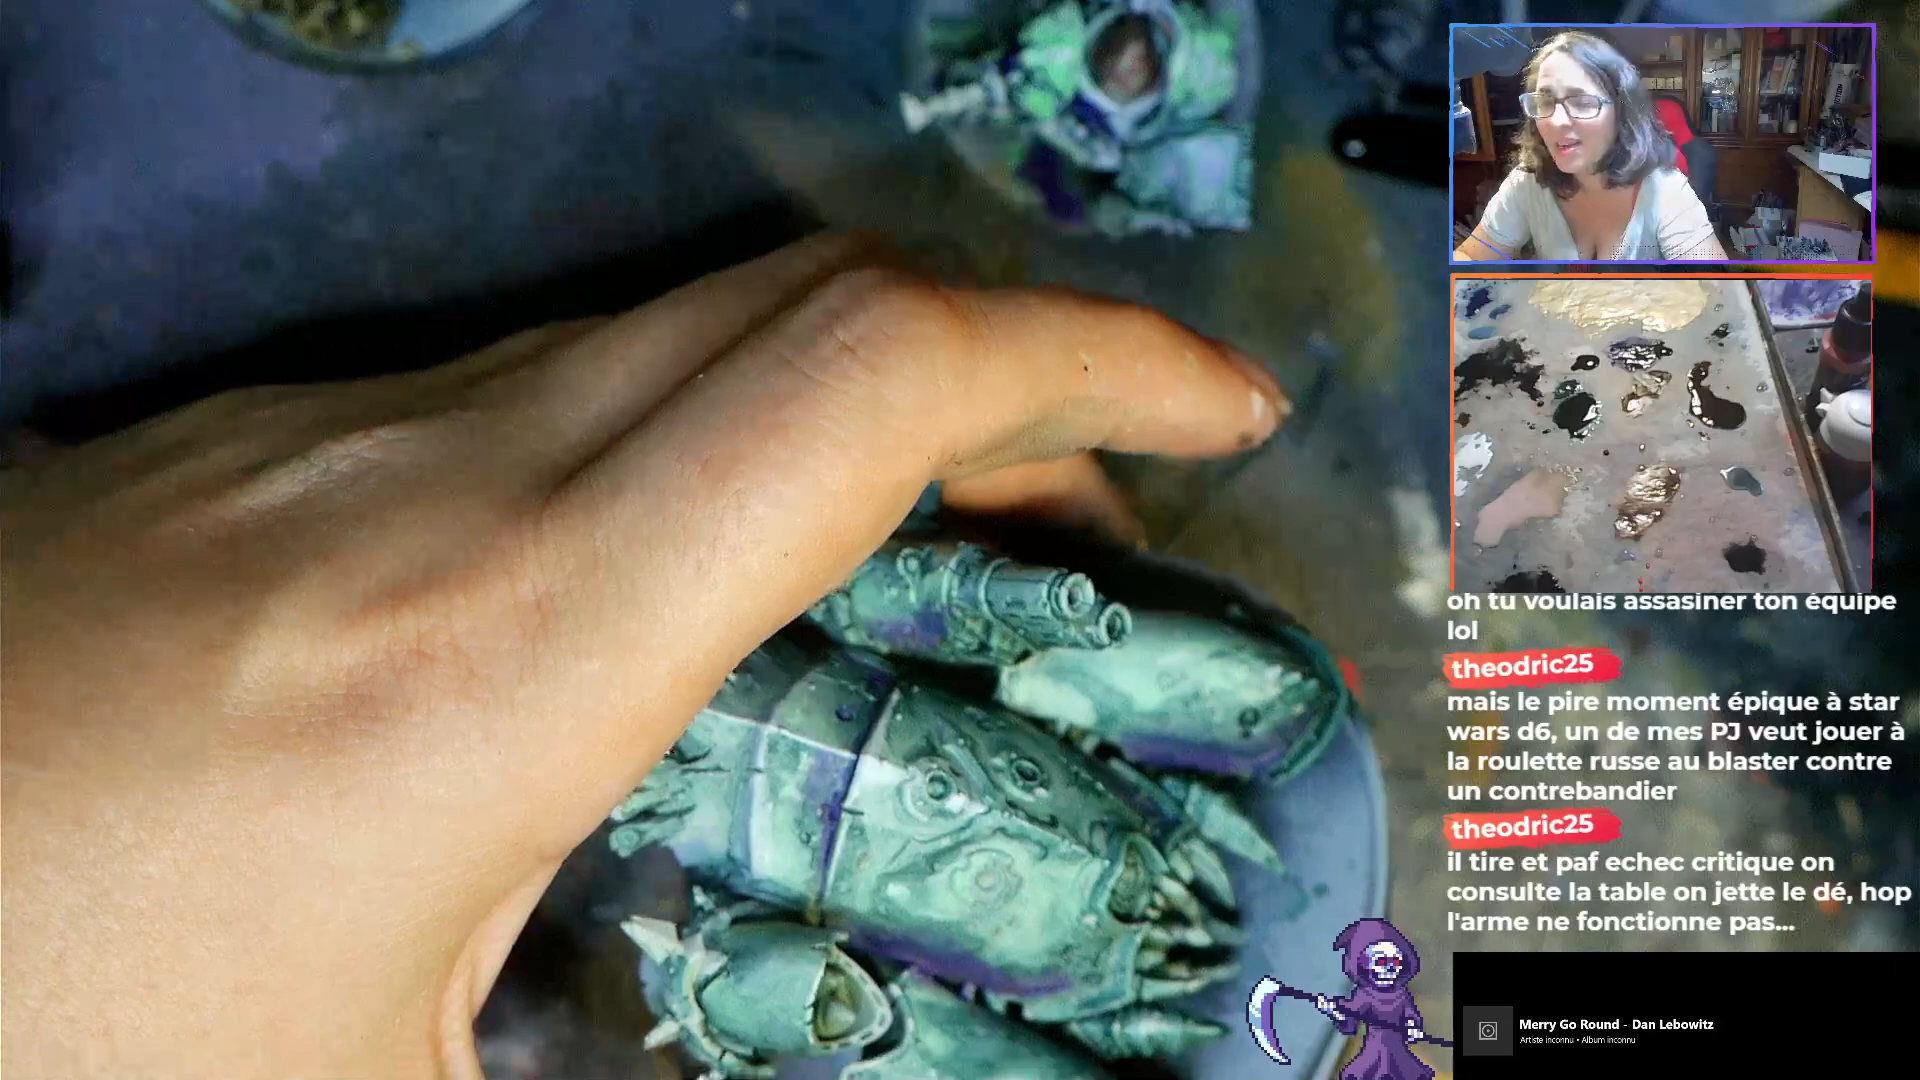 oh tu voulais assasiner ton équipe
lol
theodric25
mais le pire moment épique à star
wars d6, un de mes PJ veut jouer à
la roulette russe au blaster contre
un contrebandier
theodric25
il tire et paf echec critique on
consulte la table on jette le dé, hop
l'arme ne fonctionne pas...
Merry Go Round - Dan Lebowitz
Artiste inconnu • Album inconnu